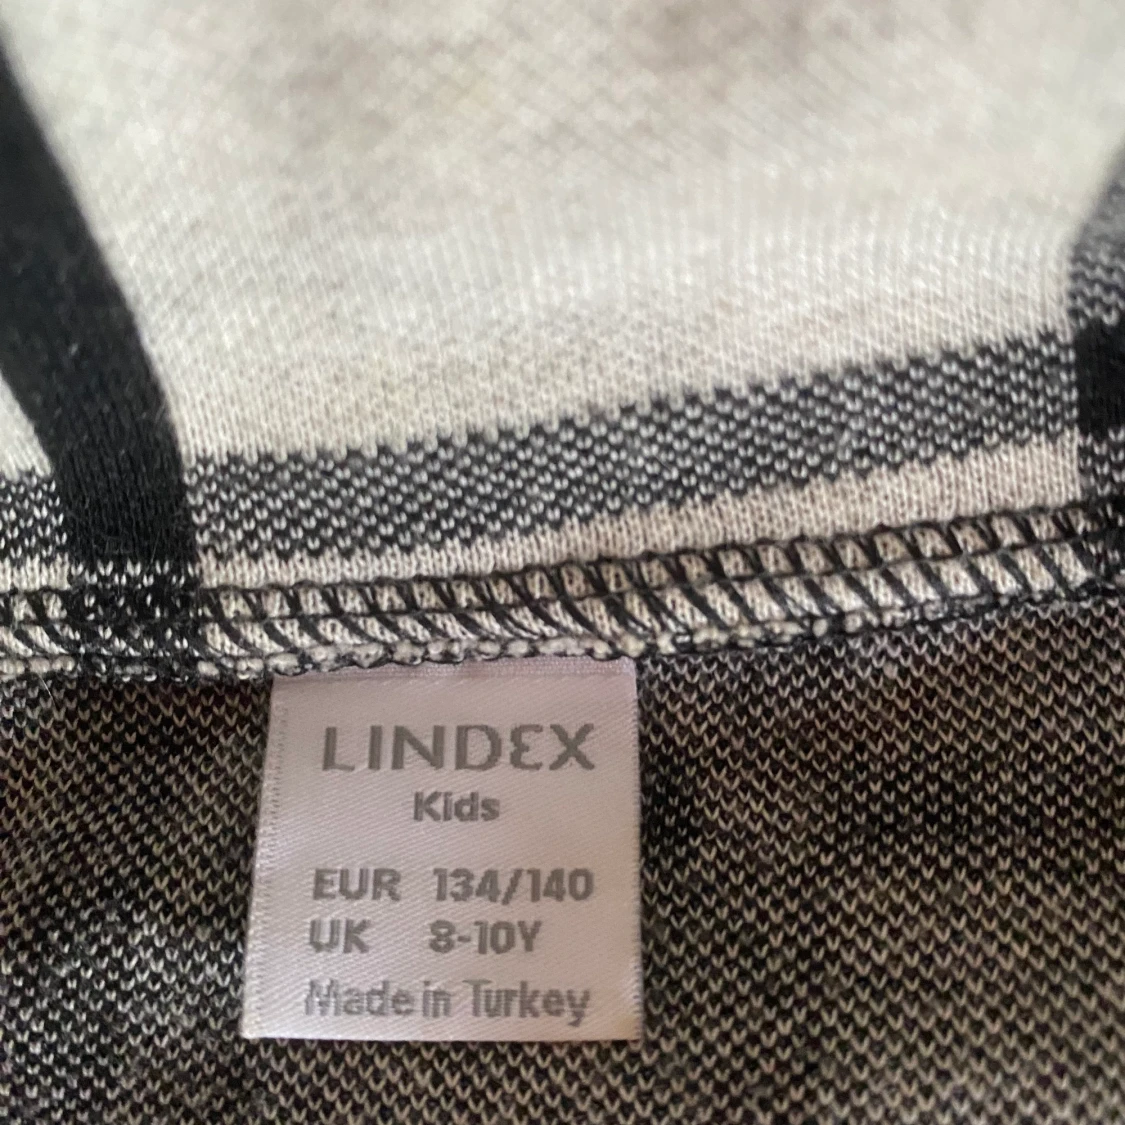 LINDEX
Kids
EUR 134/140
UK 8-10Y
Made in Turkey